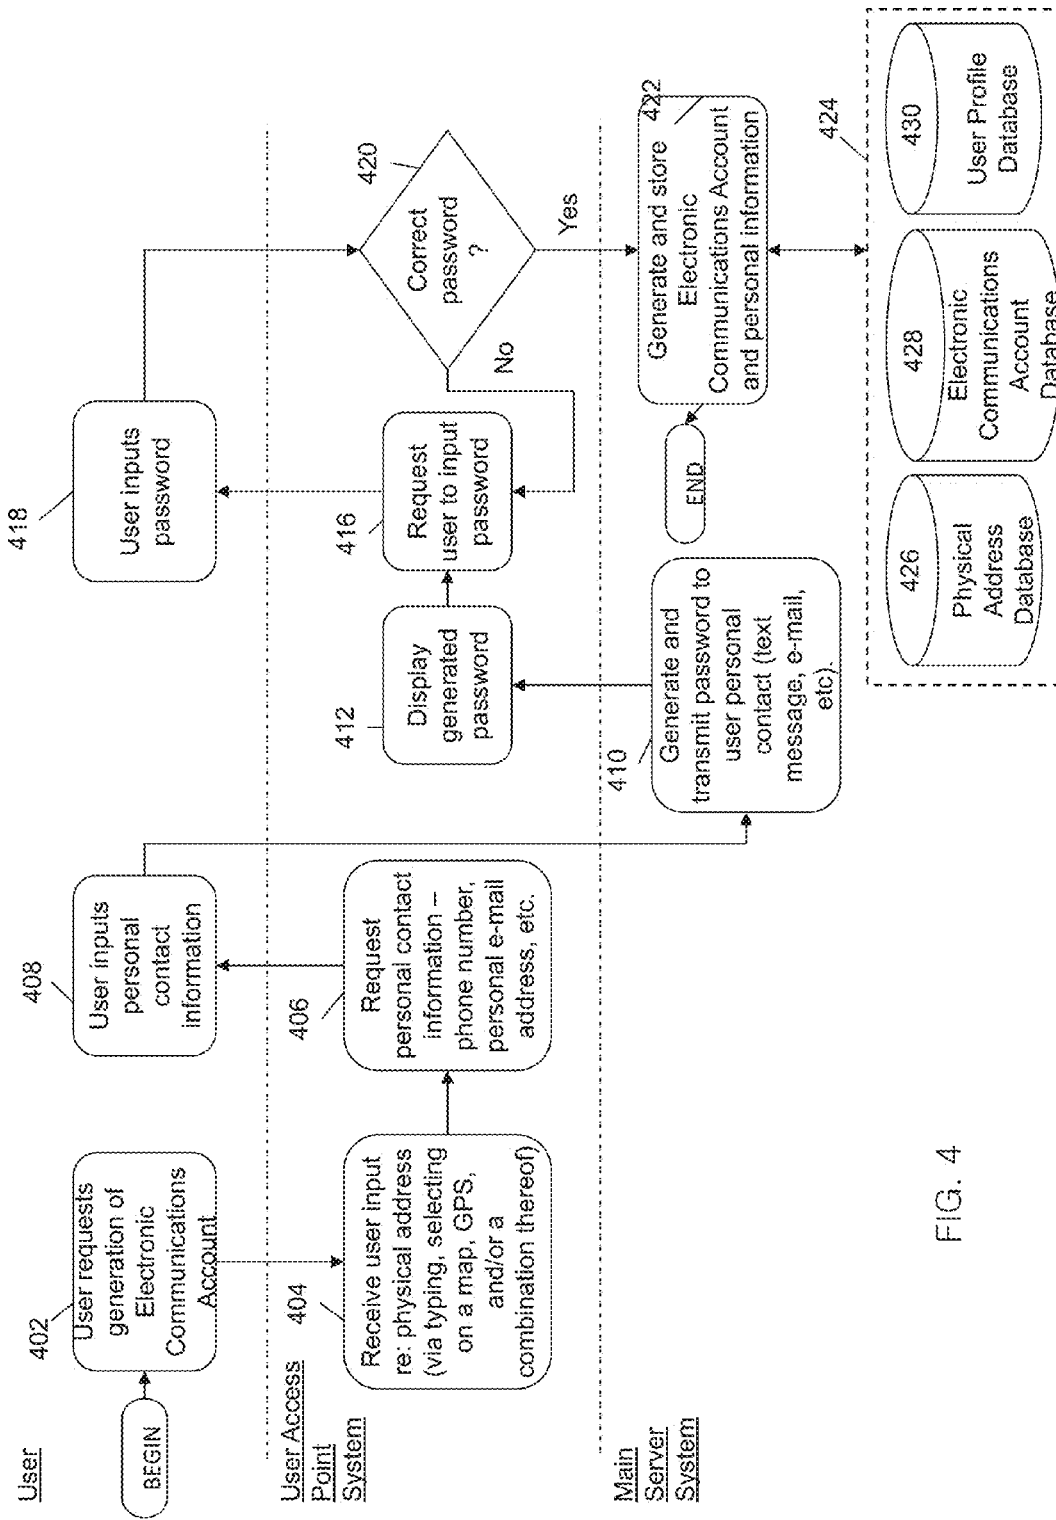 User
BEGIN
402
User requests
generation of
Electronic
Communications
Account
408
User inputs
personal
contact
information
418
User inputs
password
User Access
Point
System
404
Receive user input
re: physical address
(via typing, selecting
on a map, GPS,
and/or a
combination thereof)
406
Request
personal contact
information –
phone number,
personal e-mail
address, etc.
412
Display
generated
password
416
Request
user to input
password
420
Correct
password
?
No
Yes
Main
Server
System
410
Generate and
transmit password to
user personal
contact (text
message, e-mail,
etc).
END
422
Generate and store
Electronic
Communications Account
and personal information
424
426
Physical
Address
Database
428
Electronic
Communications
Account
Database
430
User Profile
Database
FIG. 4